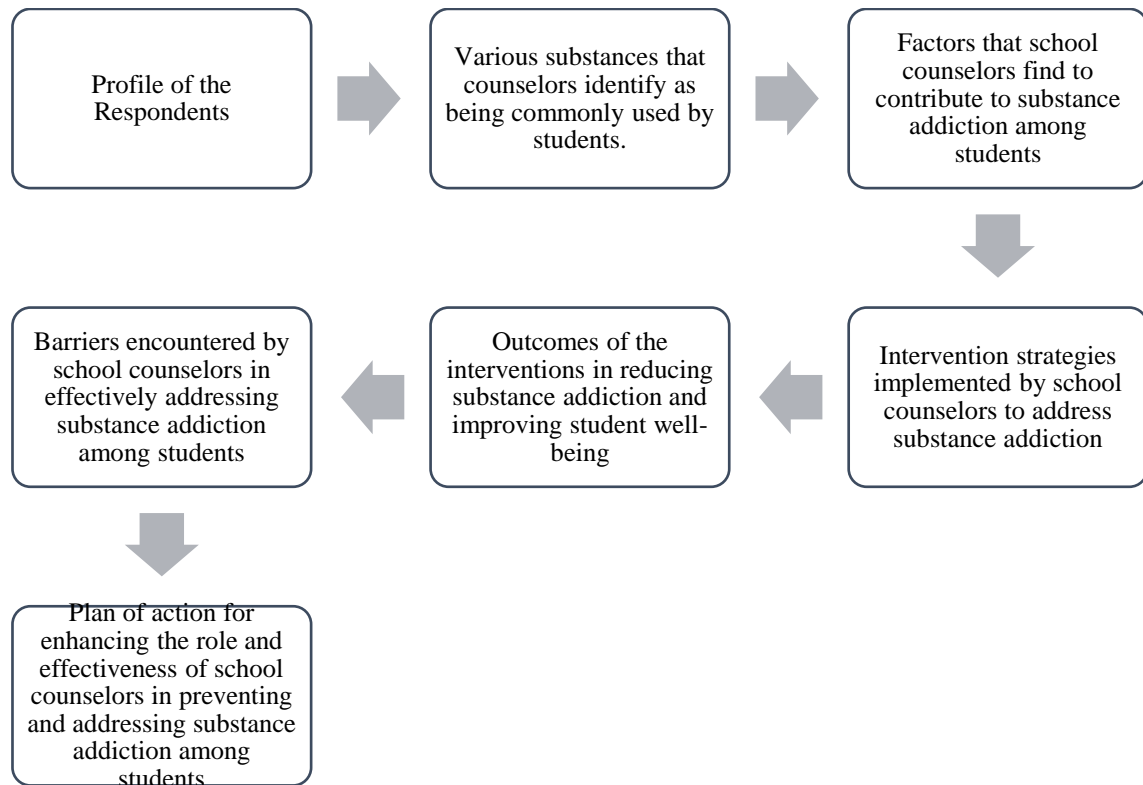 Profile of the
Respondents
Various substances that
counselors identify as
being commonly used by
students.
Factors that school
counselors find to
contribute to substance
addiction among
students
Intervention strategies
implemented by school
counselors to address
substance addiction
Outcomes of the
interventions in reducing
substance addiction and
improving student well-
being
Barriers encountered by
school counselors in
effectively addressing
substance addiction
among students
Plan of action for
enhancing the role and
effectiveness of school
counselors in preventing
and addressing substance
addiction among
students